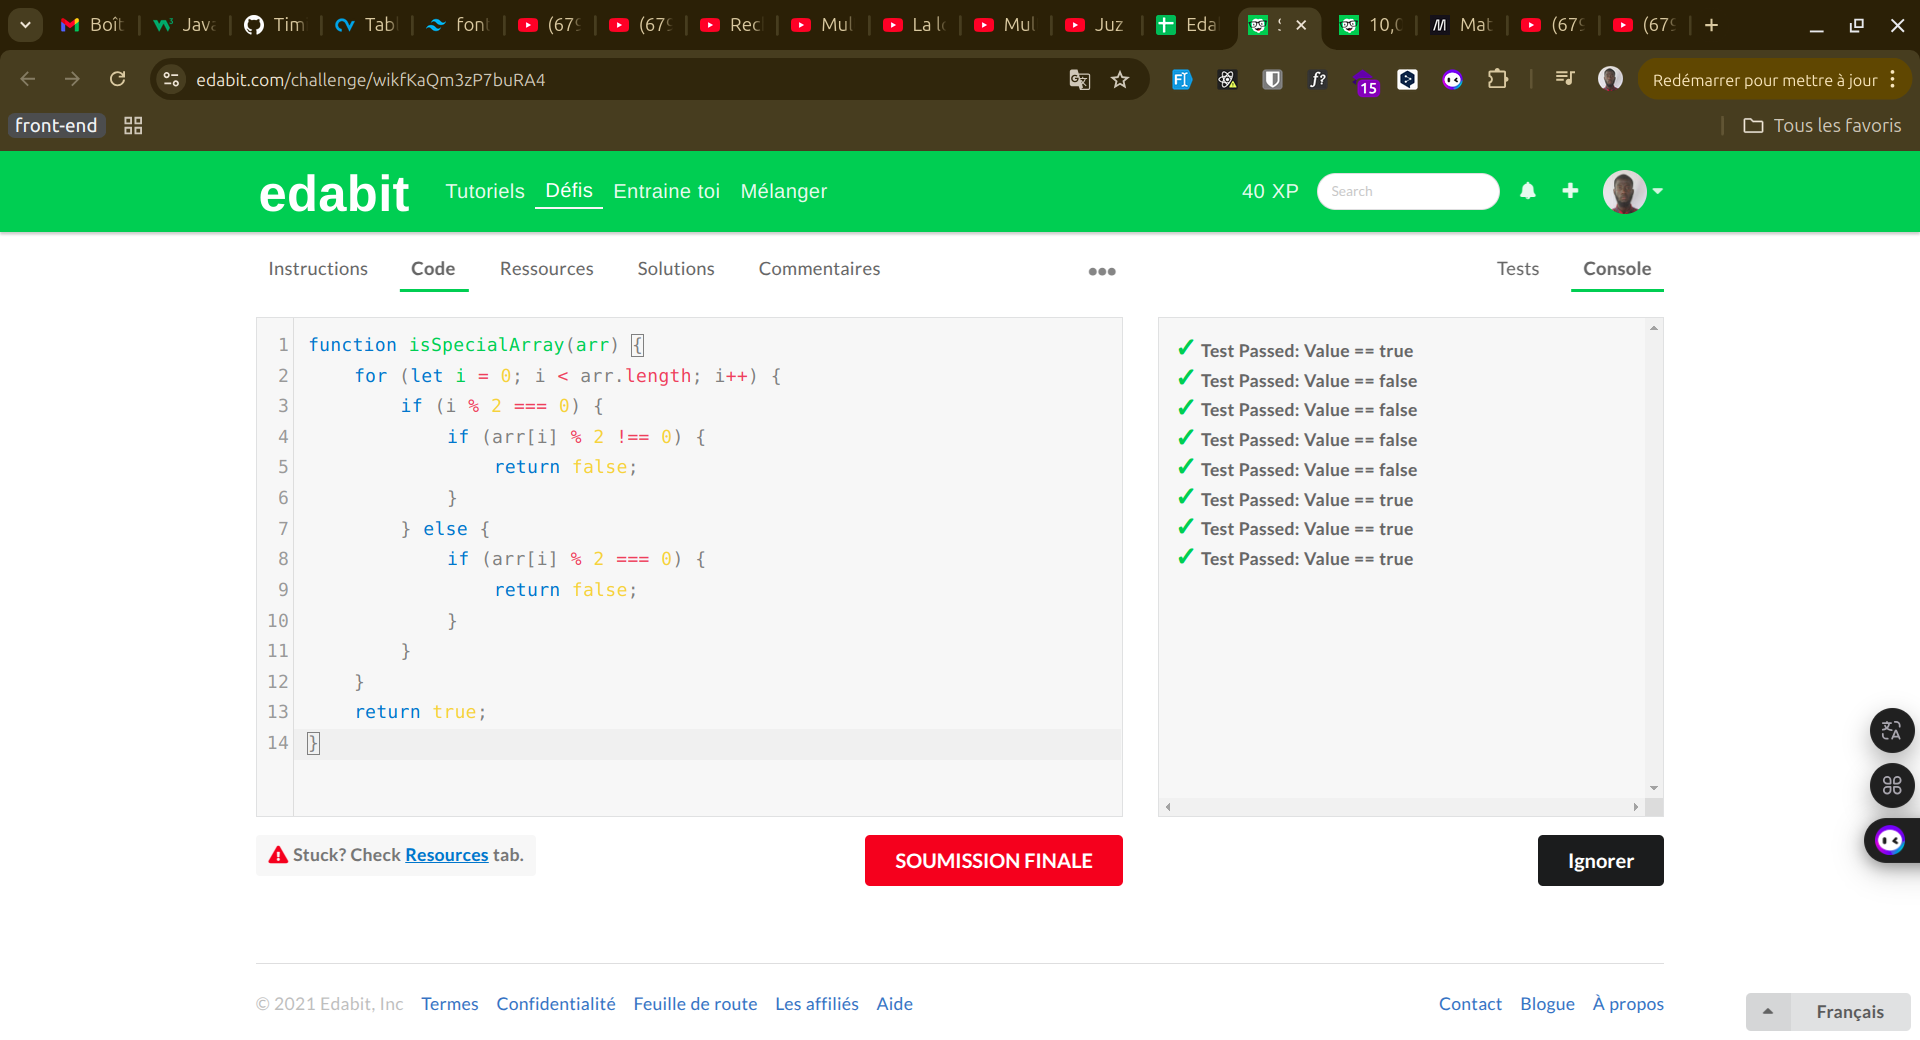 Boît Java Tim Tabl font (679 (679 Rech Mul La lo Mul Juz Eda S 10,0 Mat (679 (679
edabit.com/challenge/wikfKaQm3zP7buRA4 15 Redémarrer pour mettre à jour
front-end Tous les favoris
edabit Tutoriels Défis Entraine toi Mélanger 40 XP Search
Instructions Code Ressources Solutions Commentaires Tests Console
1 function isSpecialArray(arr) {
2 for (let i = 0; i < arr.length; i++) {
3 if (i % 2 === 0) {
4 if (arr[i] % 2 !== 0) {
5 return false;
6 }
7 } else {
8 if (arr[i] % 2 === 0) {
9 return false;
10 }
11 }
12 }
13 return true;
14 }
✓ Test Passed: Value == true
✓ Test Passed: Value == false
✓ Test Passed: Value == false
✓ Test Passed: Value == false
✓ Test Passed: Value == false
✓ Test Passed: Value == true
✓ Test Passed: Value == true
✓ Test Passed: Value == true
Stuck? Check Resources tab. SOUMISSION FINALE Ignorer
© 2021 Edabit, Inc Termes Confidentialité Feuille de route Les affiliés Aide Contact Blogue À propos
Français